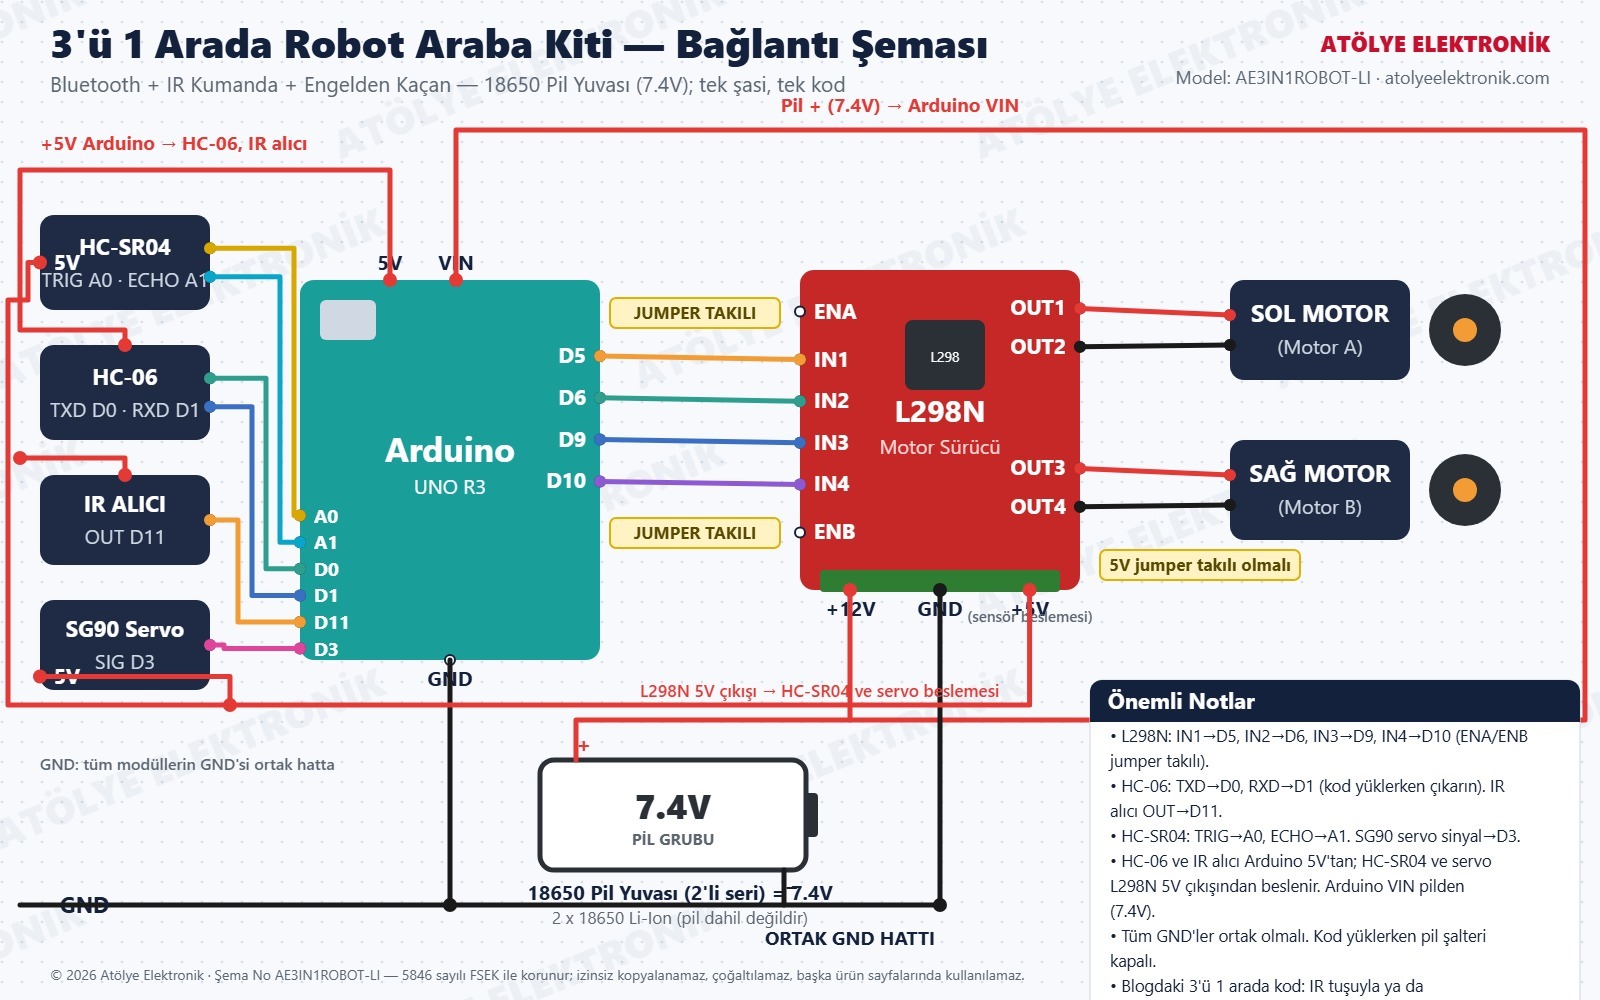 3'ü 1 Arada Robot Araba Kiti — Bağlantı Şeması
ATÖLYE ELEKTRONİK
Bluetooth + IR Kumanda + Engelden Kaçan — 18650 Pil Yuvası (7.4V); tek şasi, tek kod
Model: AE3IN1ROBOT-LI · atolyeelektronik.com
Pil + (7.4V) → Arduino VIN
+5V Arduino → HC-06, IR alıcı
HC-SR04
5V
TRIG A0 · ECHO A1
HC-06
TXD D0 · RXD D1
IR ALICI
OUT D11
SG90 Servo
SIG D3
5V
5V
VIN
Arduino
UNO R3
D5
D6
D9
D10
A0
A1
D0
D1
D11
D3
GND
JUMPER TAKILI
JUMPER TAKILI
ENA
IN1
IN2
IN3
IN4
ENB
L298
L298N
Motor Sürücü
OUT1
OUT2
OUT3
OUT4
+12V
GND
+5V
(sensör beslemesi)
SOL MOTOR
(Motor A)
SAĞ MOTOR
(Motor B)
5V jumper takılı olmalı
L298N 5V çıkışı → HC-SR04 ve servo beslemesi
GND: tüm modüllerin GND'si ortak hatta
+
7.4V
PİL GRUBU
18650 Pil Yuvası (2'li seri) = 7.4V
2 x 18650 Li-Ion (pil dahil değildir)
GND
ORTAK GND HATTI
Önemli Notlar
• L298N: IN1→D5, IN2→D6, IN3→D9, IN4→D10 (ENA/ENB
jumper takılı).
• HC-06: TXD→D0, RXD→D1 (kod yüklerken çıkarın). IR
alıcı OUT→D11.
• HC-SR04: TRIG→A0, ECHO→A1. SG90 servo sinyal→D3.
• HC-06 ve IR alıcı Arduino 5V'tan; HC-SR04 ve servo
L298N 5V çıkışından beslenir. Arduino VIN pilden
(7.4V).
• Tüm GND'ler ortak olmalı. Kod yüklerken pil şalteri
kapalı.
• Blogdaki 3'ü 1 arada kod: IR tuşuyla ya da
© 2026 Atölye Elektronik · Şema No AE3IN1ROBOT-LI — 5846 sayılı FSEK ile korunur; izinsiz kopyalanamaz, çoğaltılamaz, başka ürün sayfalarında kullanılamaz.